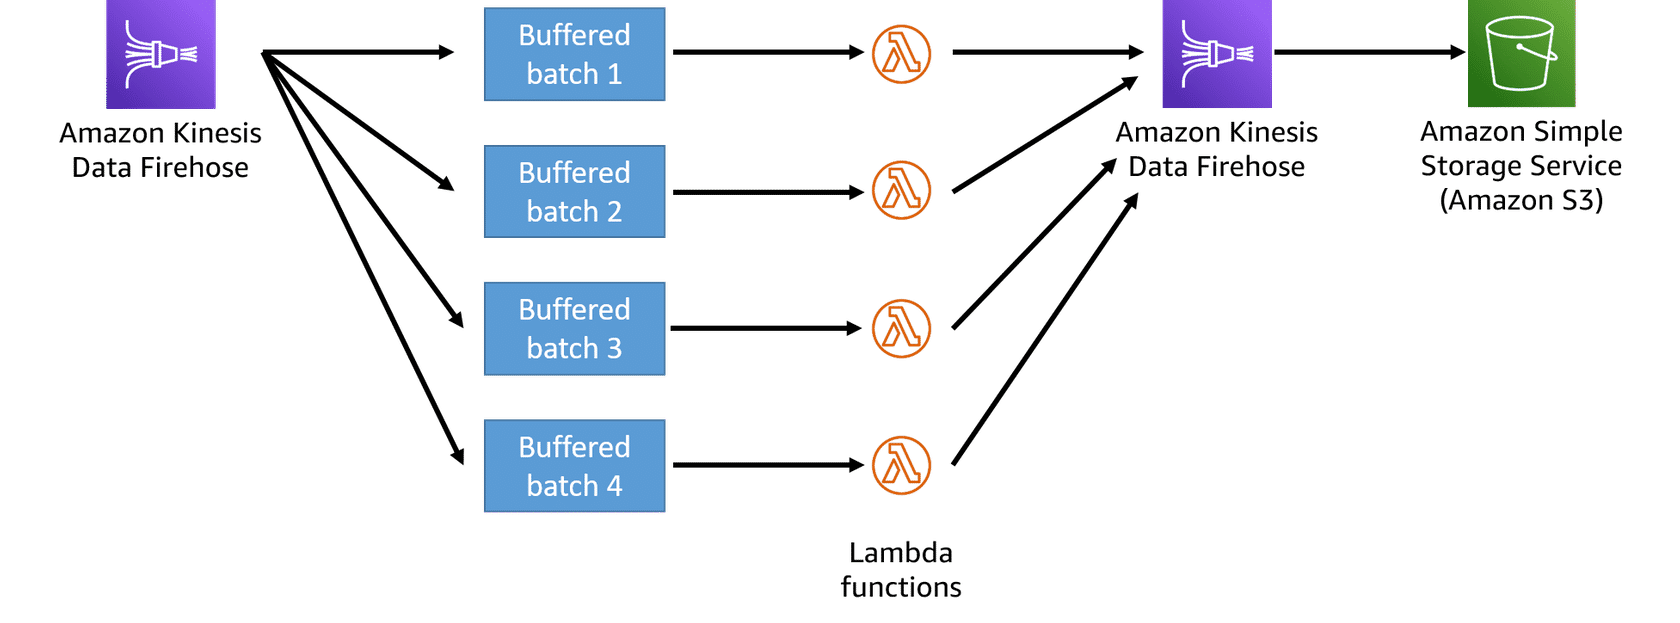 Amazon Kinesis
Data Firehose
Buffered
batch 1
Buffered
batch 2
Buffered
batch 3
Buffered
batch 4
Lambda
functions
Amazon Kinesis
Data Firehose
Amazon Simple
Storage Service
(Amazon S3)